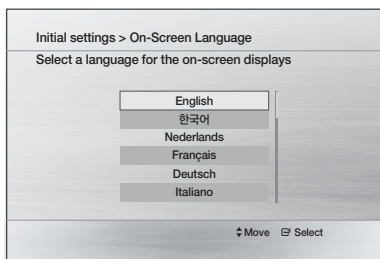 Initial settings > On-Screen Language
Select a language for the on-screen displays
English
한국어
Nederlands
Français
Deutsch
Italiano
Move Select